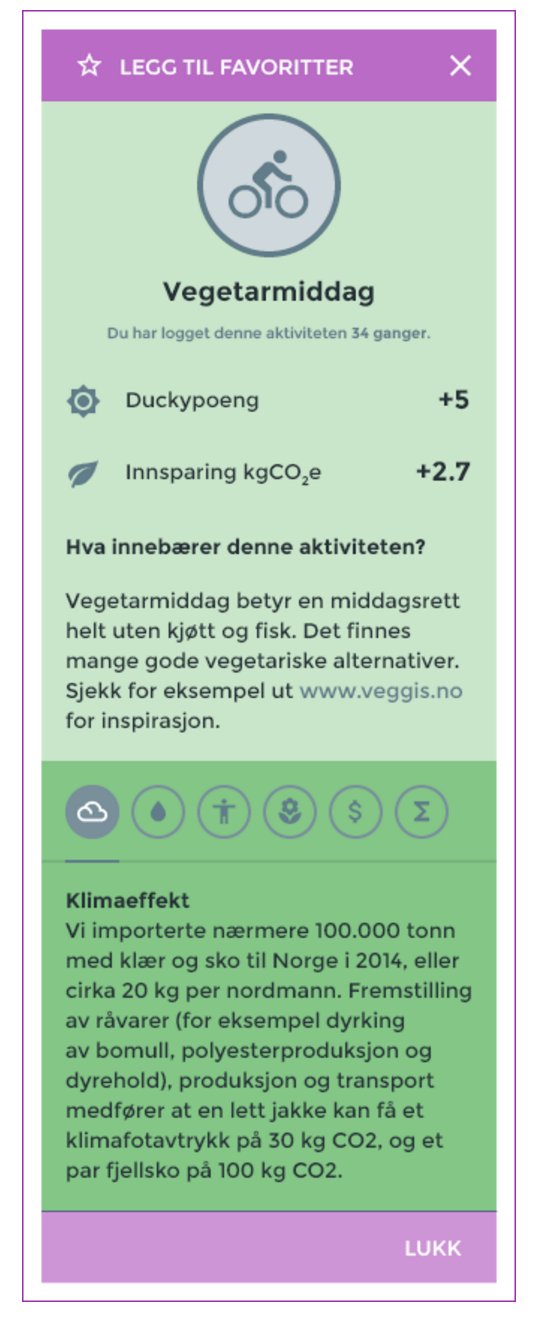 LEGG TIL FAVORITTER
Vegetarmiddag
Du har logget denne aktiviteten 34 ganger.
Duckypoeng +5
Innsparing kgCO₂e +2.7
Hva innebærer denne aktiviteten?
Vegetarmiddag betyr en middagsrett
helt uten kjøtt og fisk. Det finnes
mange gode vegetariske alternativer.
Sjekk for eksempel ut www.veggis.no
for inspirasjon.
$ Σ
Klimaeffekt
Vi importerte nærmere 100.000 tonn
med klær og sko til Norge i 2014, eller
cirka 20 kg per nordmann. Fremstilling
av råvarer (for eksempel dyrking
av bomull, polyesterproduksjon og
dyrehold), produksjon og transport
medfører at en lett jakke kan få et
klimafotavtrykk på 30 kg CO2, og et
par fjellsko på 100 kg CO2.
LUKK